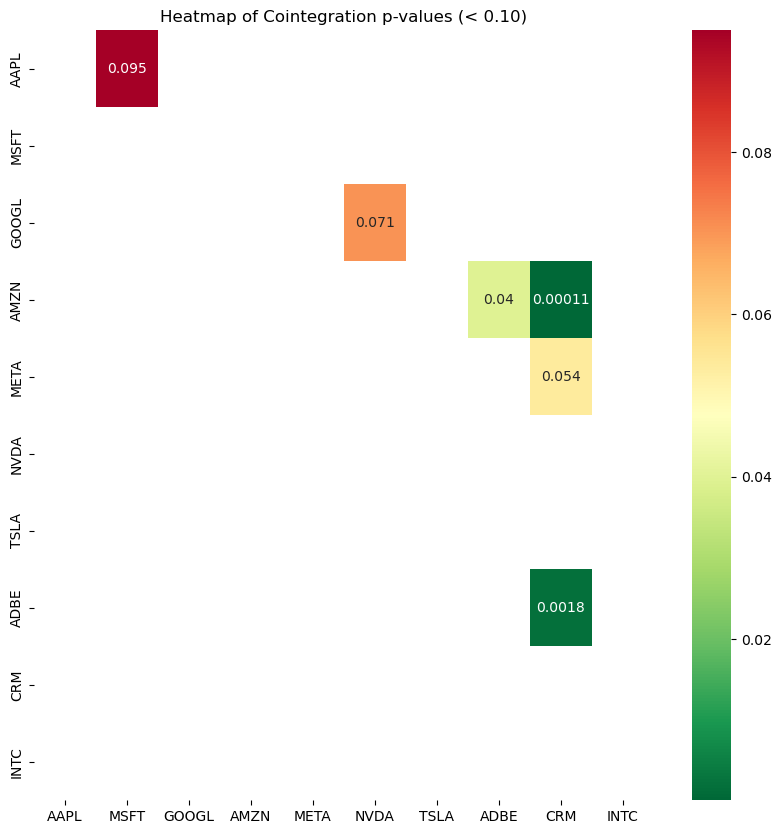 Heatmap of Cointegration p-values (< 0.10)
AAPL
MSFT
GOOGL
AMZN
META
NVDA
TSLA
ADBE
CRM
INTC
0.095
0.071
0.04 0.00011
0.054
0.0018
0.08
0.06
0.04
0.02
AAPL MSFT GOOGL AMZN META NVDA TSLA ADBE CRM INTC